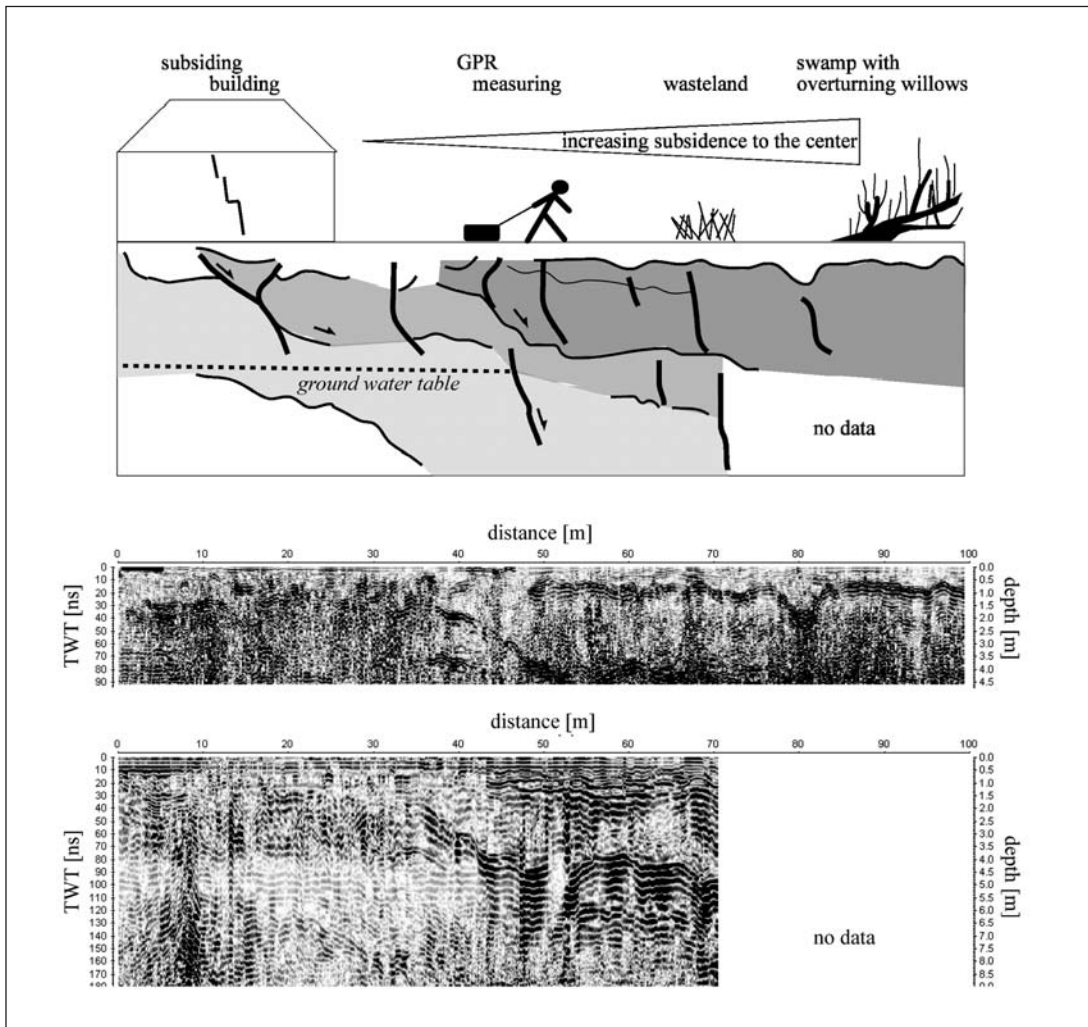 subsiding
building
GPR
measuring
wasteland
swamp with
overturning willows
increasing subsidence to the center
ground water table
no data
distance [m]
0 10 20 30 40 50 60 70 80 90 100
TWT [ns]
0
10
20
30
40
50
60
70
80
90
0.0
0.5
1.0
1.5
2.0
2.5
3.0
3.5
4.0
4.5
depth [m]
distance [m]
0 10 20 30 40 50 60 70 80 90 100
TWT [ns]
0
10
20
30
40
50
60
70
80
90
100
110
120
130
140
150
160
170
0.0
0.5
1.0
1.5
2.0
2.5
3.0
3.5
4.0
4.5
5.0
5.5
6.0
6.5
7.0
7.5
8.0
8.5
depth [m]
no data